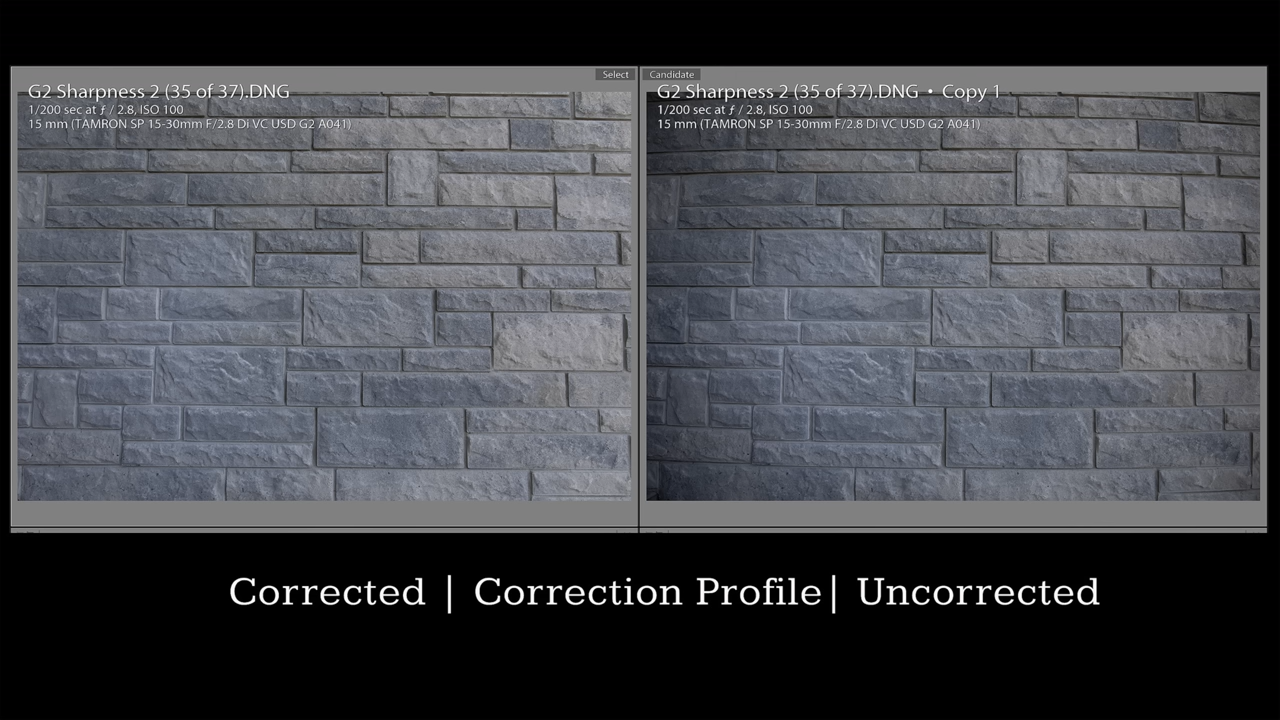 Select
G2 Sharpness 2 (35 of 37).DNG
1/200 sec at ƒ / 2.8, ISO 100
15 mm (TAMRON SP 15-30mm F/2.8 Di VC USD G2 A041)
Candidate
G2 Sharpness 2 (35 of 37).DNG • Copy 1
1/200 sec at ƒ / 2.8, ISO 100
15 mm (TAMRON SP 15-30mm F/2.8 Di VC USD G2 A041)
Corrected | Correction Profile| Uncorrected